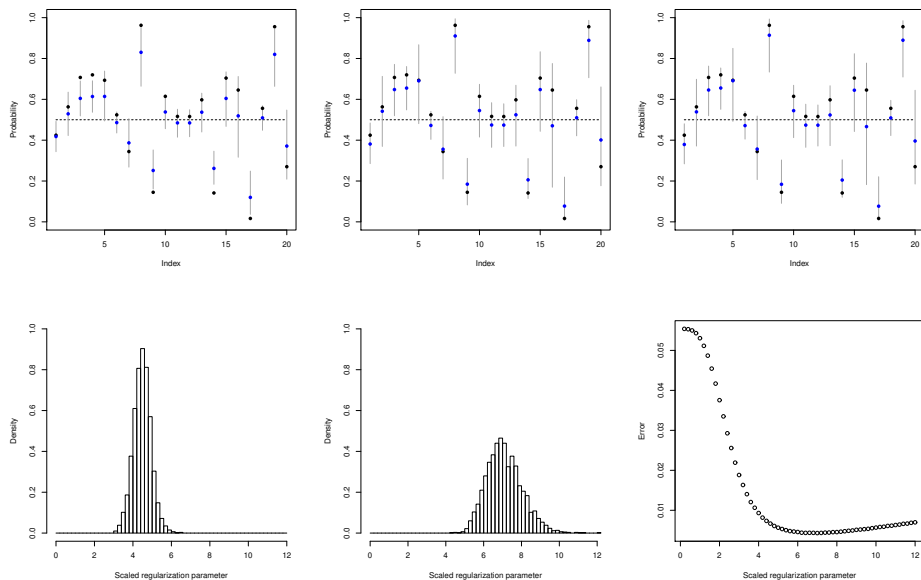 Probability
0.0 0.2 0.4 0.6 0.8 1.0
5 10 15 20
Index
Probability
0.0 0.2 0.4 0.6 0.8 1.0
5 10 15 20
Index
Probability
0.0 0.2 0.4 0.6 0.8 1.0
5 10 15 20
Index
Density
0.0 0.2 0.4 0.6 0.8 1.0
0 2 4 6 8 10 12
Scaled regularization parameter
Density
0.0 0.2 0.4 0.6 0.8 1.0
0 2 4 6 8 10 12
Scaled regularization parameter
Error
0.01 0.02 0.03 0.04 0.05
0 2 4 6 8 10 12
Scaled regularization parameter